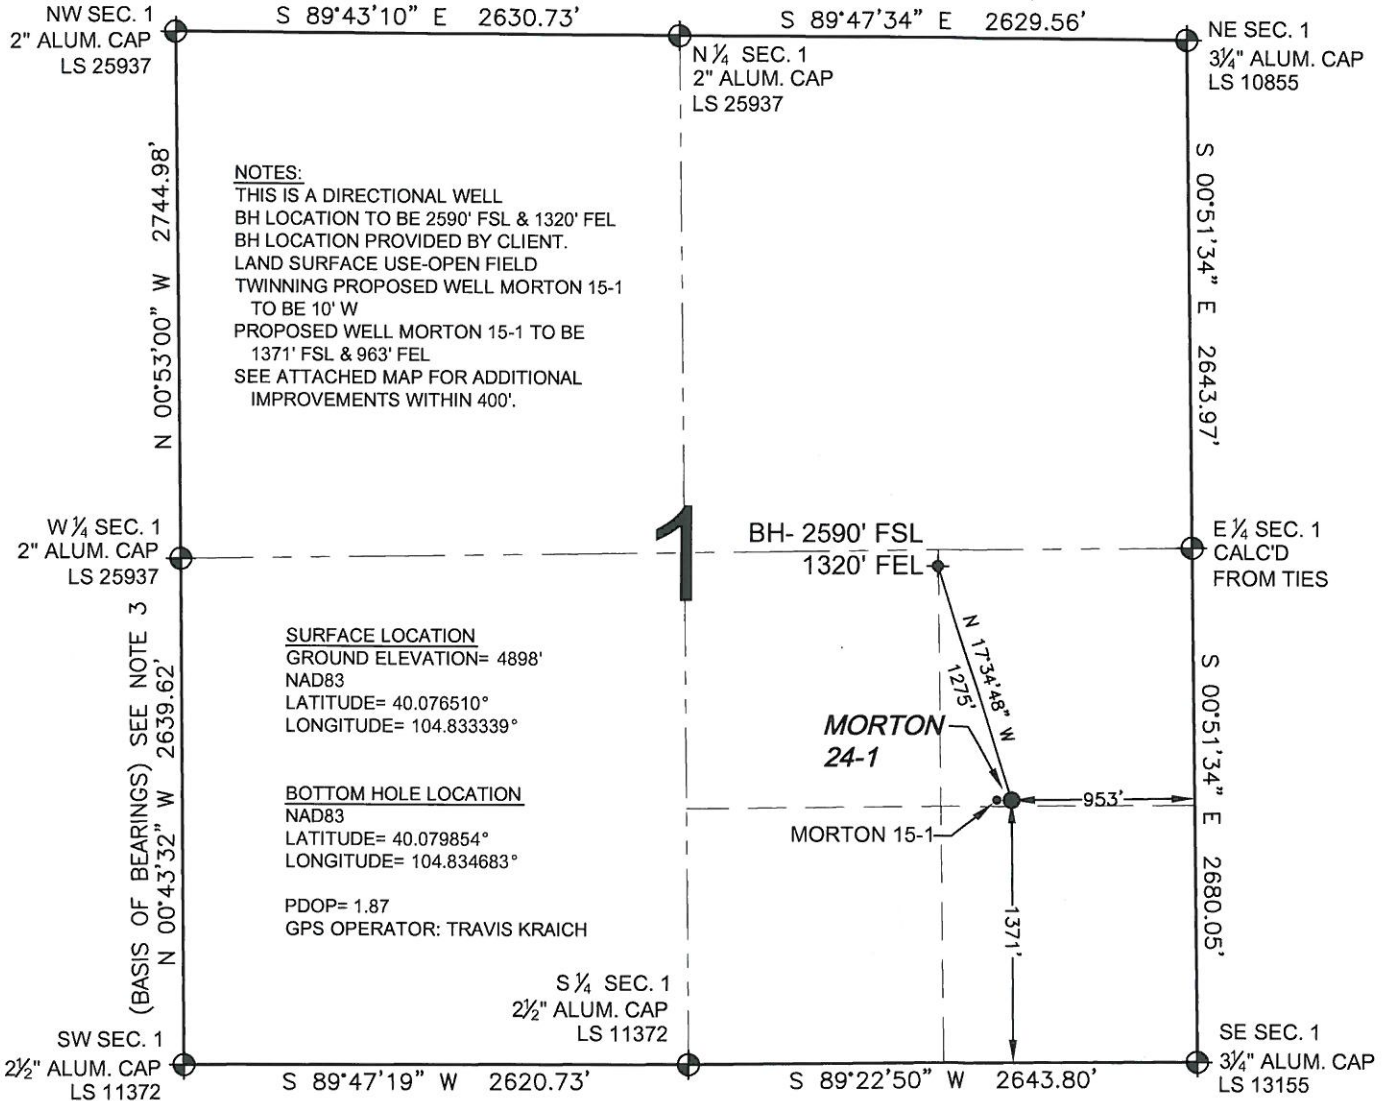 NW SEC. 1
2" ALUM. CAP
LS 25937
S 89°43'10" E 2630.73'
S 89°47'34" E 2629.56'
N ¼ SEC. 1
2" ALUM. CAP
LS 25937
NE SEC. 1
3¼" ALUM. CAP
LS 10855
N 00°53'00" W 2744.98'
NOTES:
THIS IS A DIRECTIONAL WELL
BH LOCATION TO BE 2590' FSL & 1320' FEL
BH LOCATION PROVIDED BY CLIENT.
LAND SURFACE USE-OPEN FIELD
TWINNING PROPOSED WELL MORTON 15-1
TO BE 10' W
PROPOSED WELL MORTON 15-1 TO BE
1371' FSL & 963' FEL
SEE ATTACHED MAP FOR ADDITIONAL
IMPROVEMENTS WITHIN 400'.
S 00°51'34" E 2643.97'
W ¼ SEC. 1
2" ALUM. CAP
LS 25937
1
BH- 2590' FSL
1320' FEL
E ¼ SEC. 1
CALC'D
FROM TIES
(BASIS OF BEARINGS) SEE NOTE 3
N 00°43'32" W 2639.62'
SURFACE LOCATION
GROUND ELEVATION= 4898'
NAD83
LATITUDE= 40.076510°
LONGITUDE= 104.833339°
BOTTOM HOLE LOCATION
NAD83
LATITUDE= 40.079854°
LONGITUDE= 104.834683°
PDOP= 1.87
GPS OPERATOR: TRAVIS KRAICH
N 17°34'48" W
1275'
MORTON
24-1
953'
MORTON 15-1
1371'
S 00°51'34" E 2680.05'
S ¼ SEC. 1
2½" ALUM. CAP
LS 11372
SW SEC. 1
2½" ALUM. CAP
LS 11372
S 89°47'19" W 2620.73'
S 89°22'50" W 2643.80'
SE SEC. 1
3¼" ALUM. CAP
LS 13155